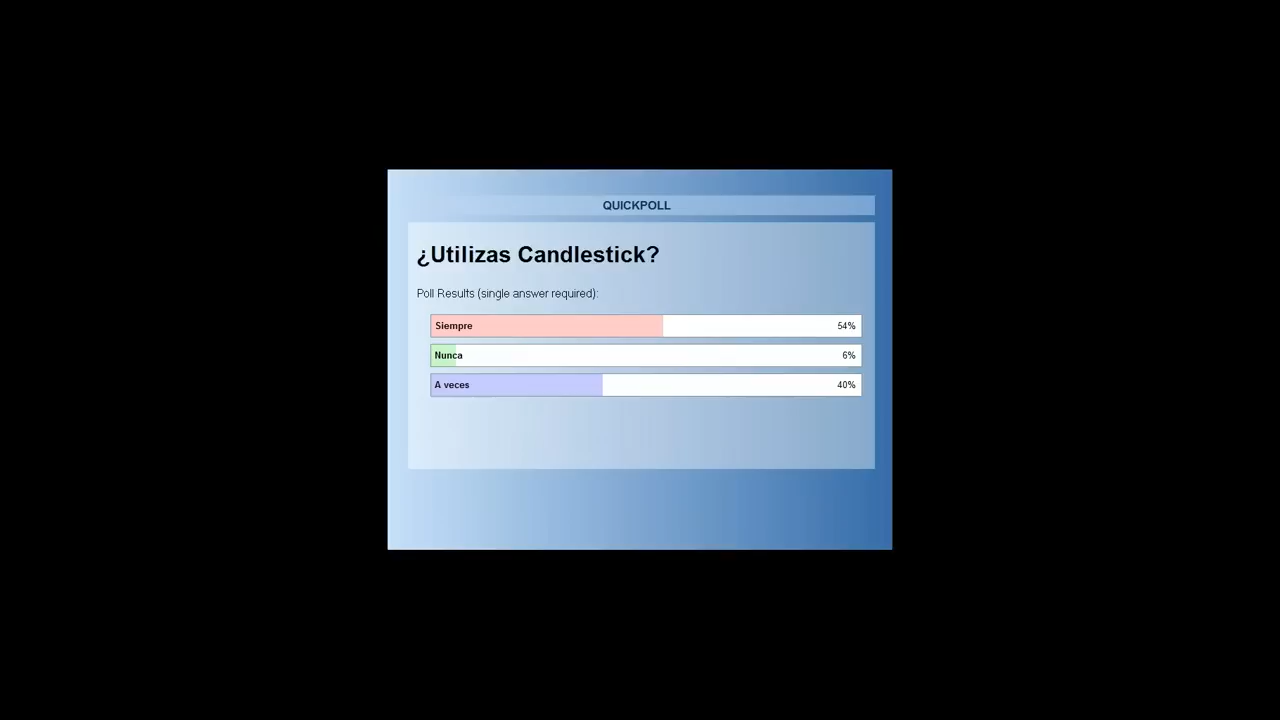 QUICKPOLL
¿Utilizas Candlestick?
Poll Results (single answer required):
Siempre 54%
Nunca 6%
A veces 40%